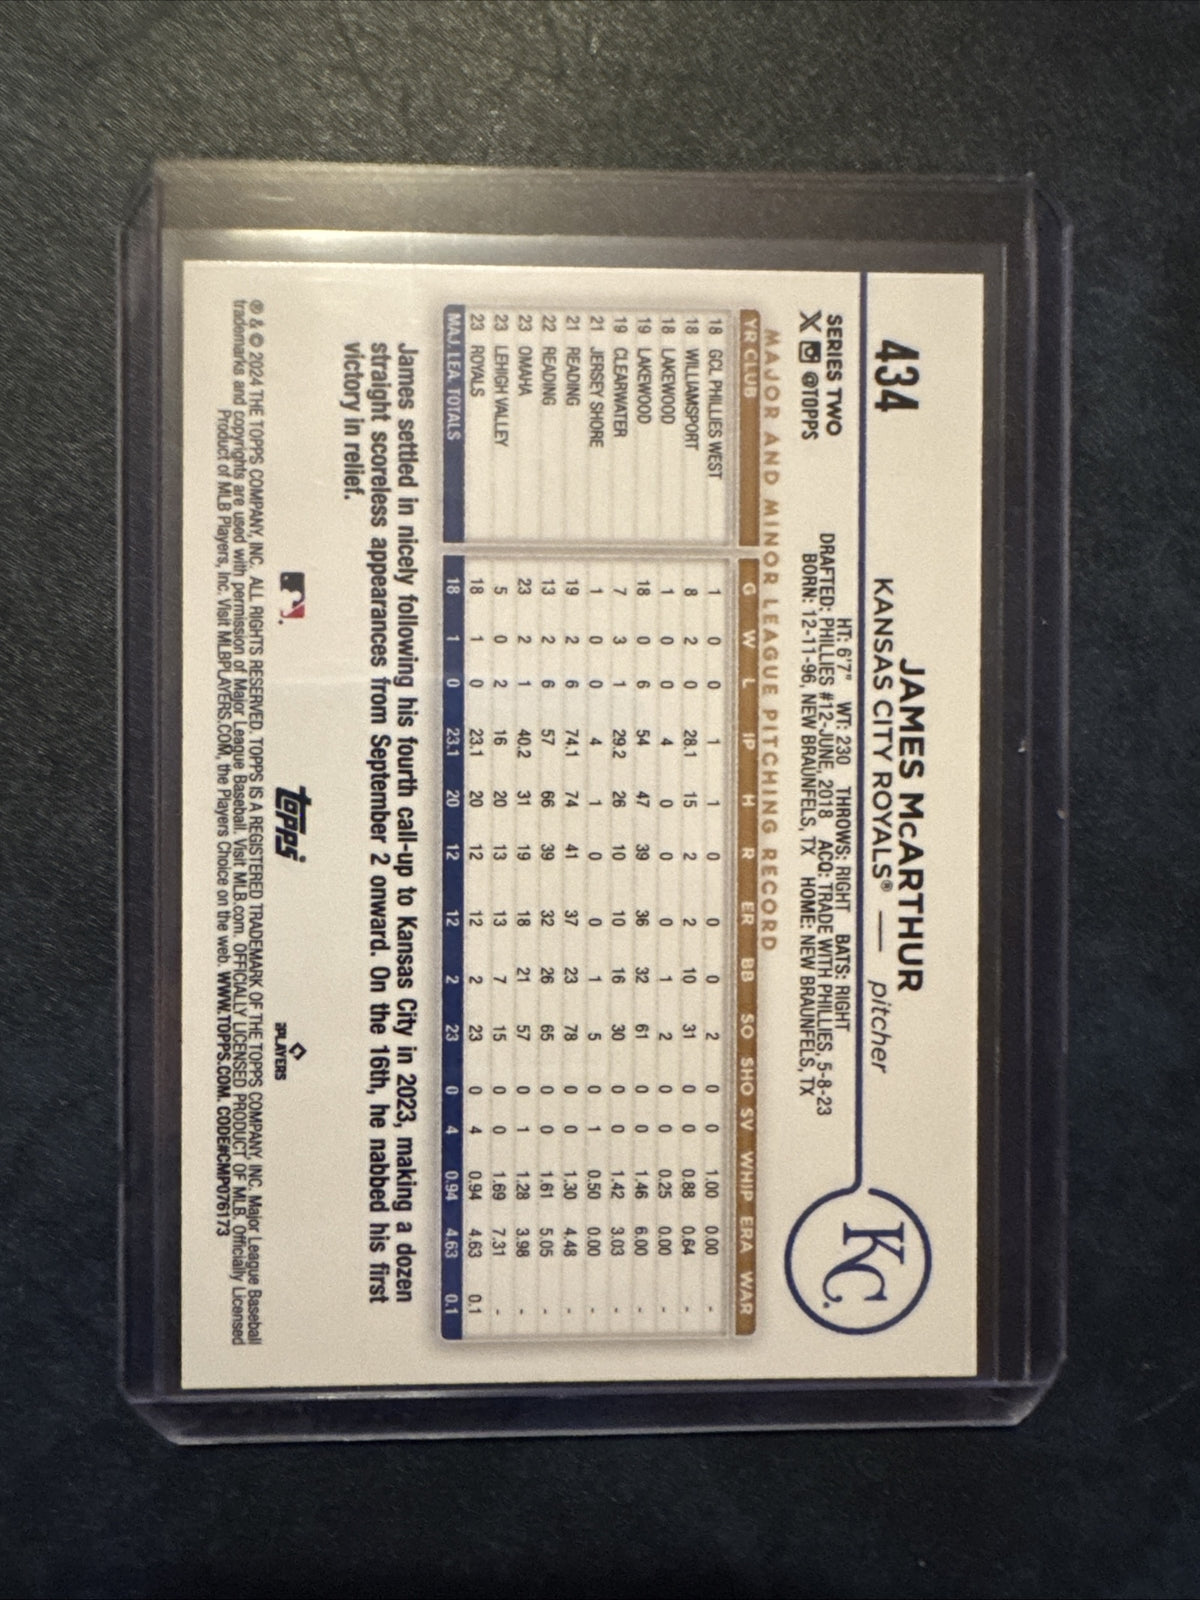 434
JAMES McARTHUR
KANSAS CITY ROYALS® — pitcher
KC
SERIES TWO
X @TOPPS
HT: 6'7" WT: 230 THROWS: RIGHT BATS: RIGHT
DRAFTED: PHILLIES #12-JUNE, 2018 ACQ: TRADE WITH PHILLIES, 5-8-23
BORN: 12-11-96, NEW BRAUNFELS, TX HOME: NEW BRAUNFELS, TX
MAJOR AND MINOR LEAGUE PITCHING RECORD
YR CLUB G W L IP H R ER BB SO SHO SV WHIP ERA WAR
18 GCL PHILLIES WEST 1 0 0 1 1 0 0 0 2 0 0 1.00 0.00 -
18 WILLIAMSPORT 8 2 0 28.1 15 2 2 10 31 0 0 0.88 0.64 -
18 LAKEWOOD 1 0 0 4 0 0 0 1 2 0 0 0.25 0.00 -
19 LAKEWOOD 18 0 6 54 47 39 36 32 61 0 0 1.46 6.00 -
19 CLEARWATER 7 3 1 29.2 26 10 10 16 30 0 0 1.42 3.03 -
21 JERSEY SHORE 1 0 0 4 1 0 0 1 5 0 1 0.50 0.00 -
21 READING 19 2 6 74.1 74 41 37 23 78 0 0 1.30 4.48 -
22 READING 13 2 6 57 66 39 32 26 65 0 0 1.61 5.05 -
23 OMAHA 23 2 1 40.2 31 19 18 21 57 0 1 1.28 3.98 -
23 LEHIGH VALLEY 5 0 2 16 20 13 13 7 15 0 0 1.69 7.31 -
23 ROYALS 18 1 0 23.1 20 12 12 2 23 0 4 0.94 4.63 0.1
MAJ. LEA. TOTALS 18 1 0 23.1 20 12 12 2 23 0 4 0.94 4.63 0.1
James settled in nicely following his fourth call-up to Kansas City in 2023, making a dozen
straight scoreless appearances from September 2 onward. On the 16th, he nabbed his first
victory in relief.
topps
PLAYERS
® & © 2024 THE TOPPS COMPANY, INC. ALL RIGHTS RESERVED. TOPPS IS A REGISTERED TRADEMARK OF THE TOPPS COMPANY, INC. Major League Baseball
trademarks and copyrights are used with permission of Major League Baseball. Visit MLB.com. OFFICIALLY LICENSED PRODUCT OF MLB. Officially Licensed
Product of MLB Players, Inc. Visit MLBPLAYERS.COM, the Players Choice on the web. WWW.TOPPS.COM. CODE#CMP076173